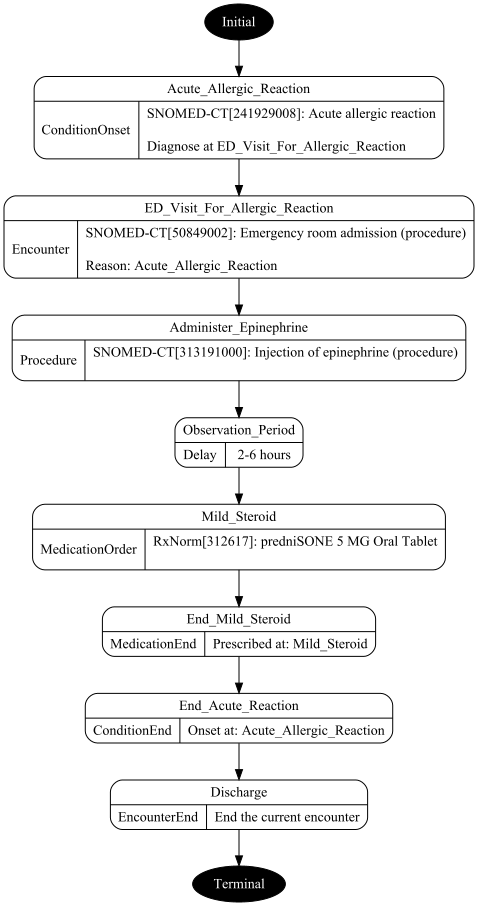 Initial
Acute_Allergic_Reaction
ConditionOnset
SNOMED-CT[241929008]: Acute allergic reaction
Diagnose at ED_Visit_For_Allergic_Reaction
ED_Visit_For_Allergic_Reaction
Encounter
SNOMED-CT[50849002]: Emergency room admission (procedure)
Reason: Acute_Allergic_Reaction
Administer_Epinephrine
Procedure
SNOMED-CT[313191000]: Injection of epinephrine (procedure)
Observation_Period
Delay
2-6 hours
Mild_Steroid
MedicationOrder
RxNorm[312617]: predniSONE 5 MG Oral Tablet
End_Mild_Steroid
MedicationEnd
Prescribed at: Mild_Steroid
End_Acute_Reaction
ConditionEnd
Onset at: Acute_Allergic_Reaction
Discharge
EncounterEnd
End the current encounter
Terminal